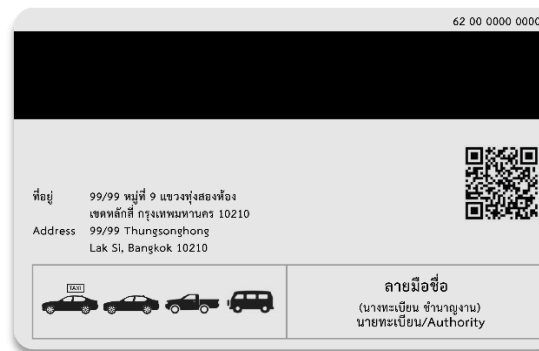 62 00 0000 0000
ที่อยู่ 99/99 หมู่ที่ 9 แขวงทุ่งสองห้อง
เขตหลักสี่ กรุงเทพมหานคร 10210
Address 99/99 Thungsonghong
Lak Si, Bangkok 10210
TAXI
ลายมือชื่อ
(นางทะเบียน ชำนาญงาน)
นายทะเบียน/Authority